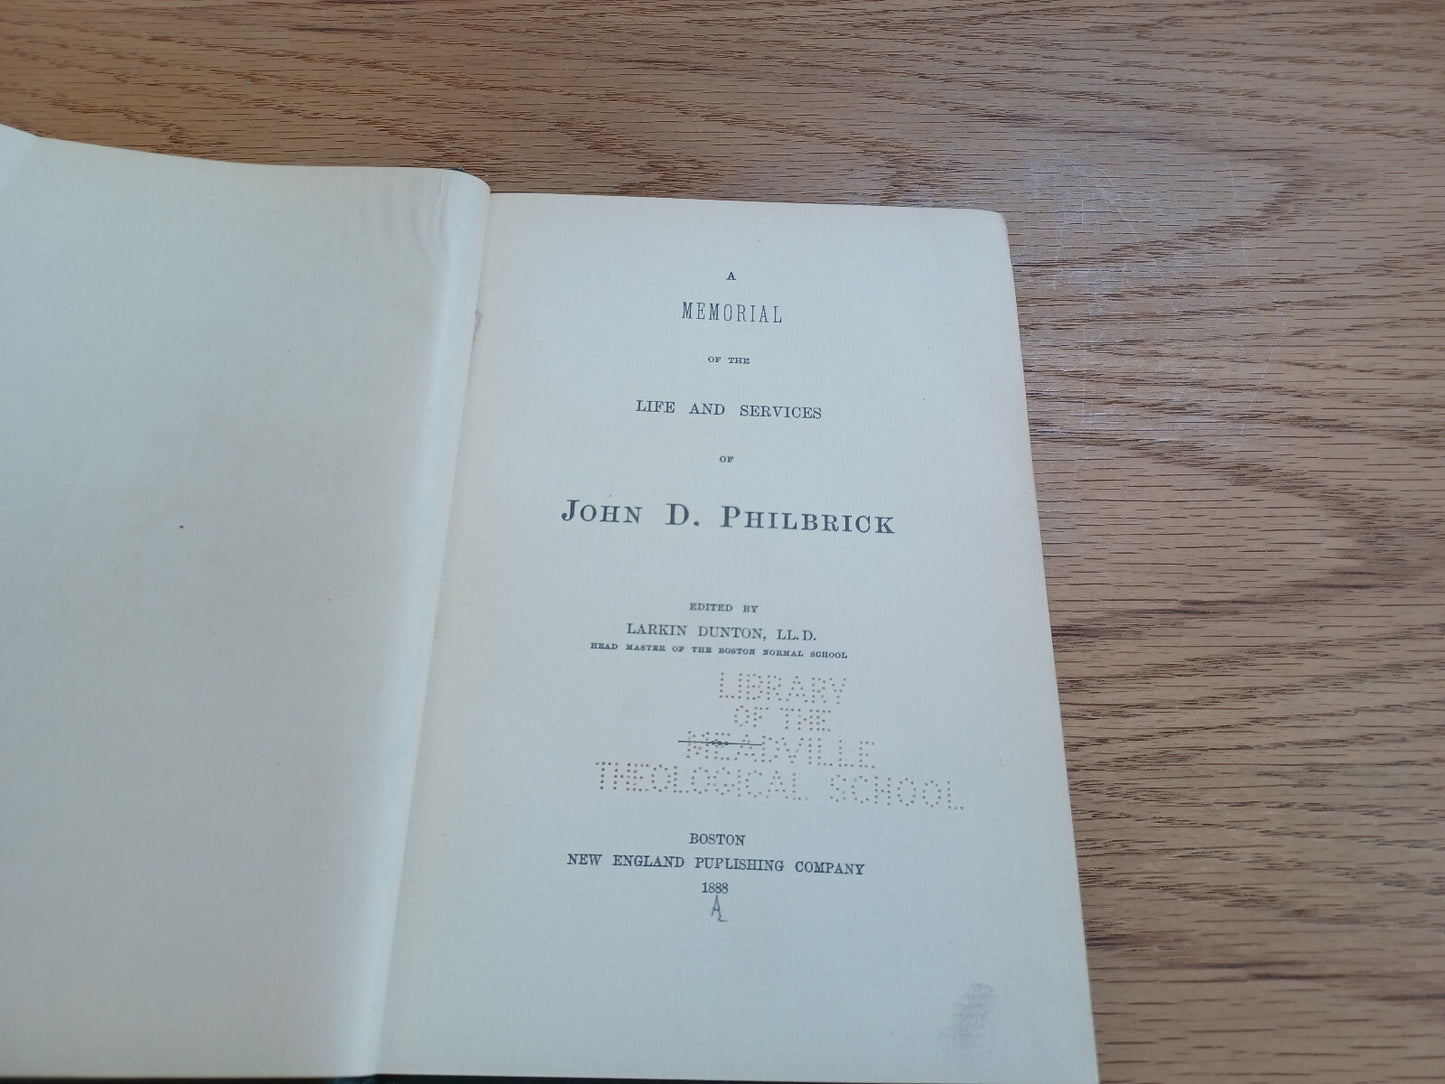 A
MEMORIAL
OF THE
LIFE AND SERVICES
OF
JOHN D. PHILBRICK
EDITED BY
LARKIN DUNTON, LL.D.
HEAD MASTER OF THE BOSTON NORMAL SCHOOL
LIBRARY
OF THE
MEADVILLE
THEOLOGICAL SCHOOL
BOSTON
NEW ENGLAND PUPLISHING COMPANY
1888
A